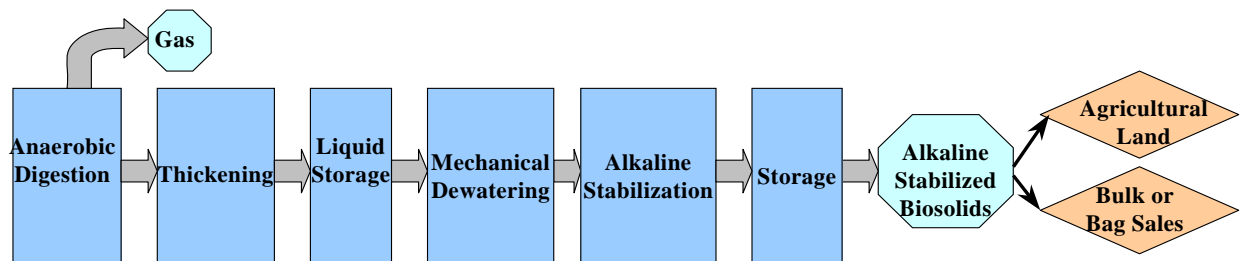 Gas
Anaerobic
Digestion
Thickening
Liquid
Storage
Mechanical
Dewatering
Alkaline
Stabilization
Storage
Alkaline
Stabilized
Biosolids
Agricultural
Land
Bulk or
Bag Sales